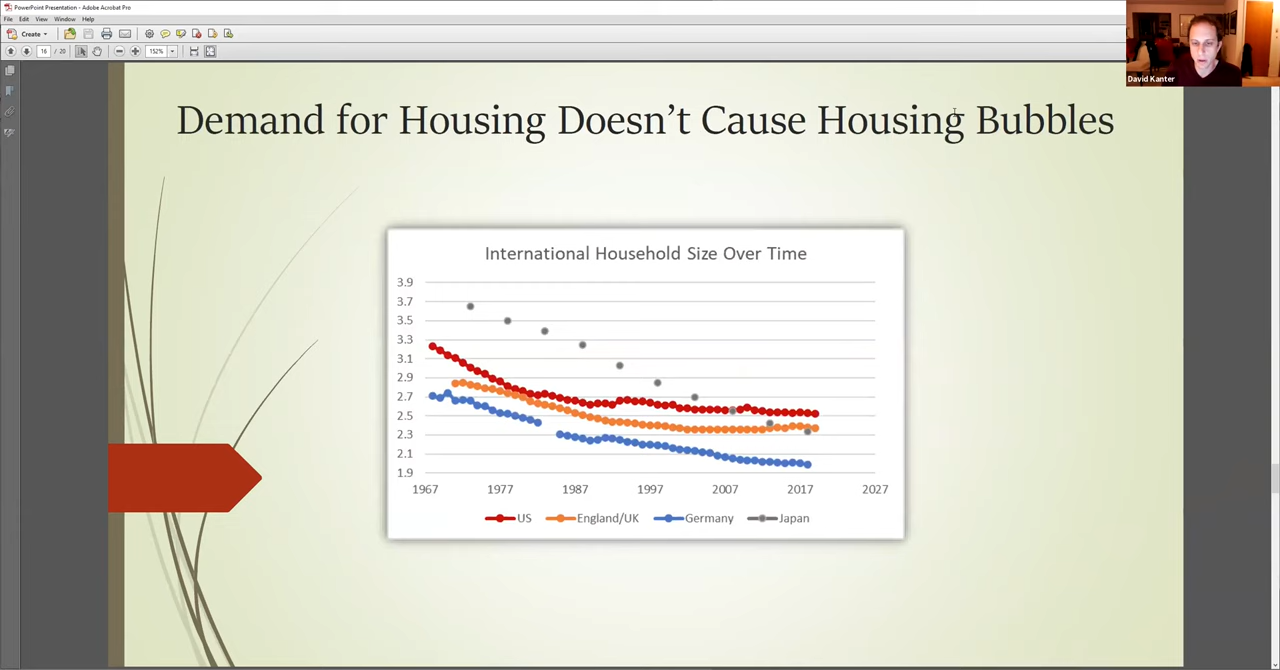 PowerPoint Presentation - Adobe Acrobat Pro
File Edit View Window Help
Create
16 / 20 152%
David Kanter
Demand for Housing Doesn't Cause Housing Bubbles
International Household Size Over Time
3.9
3.7
3.5
3.3
3.1
2.9
2.7
2.5
2.3
2.1
1.9
1967 1977 1987 1997 2007 2017 2027
US England/UK Germany Japan